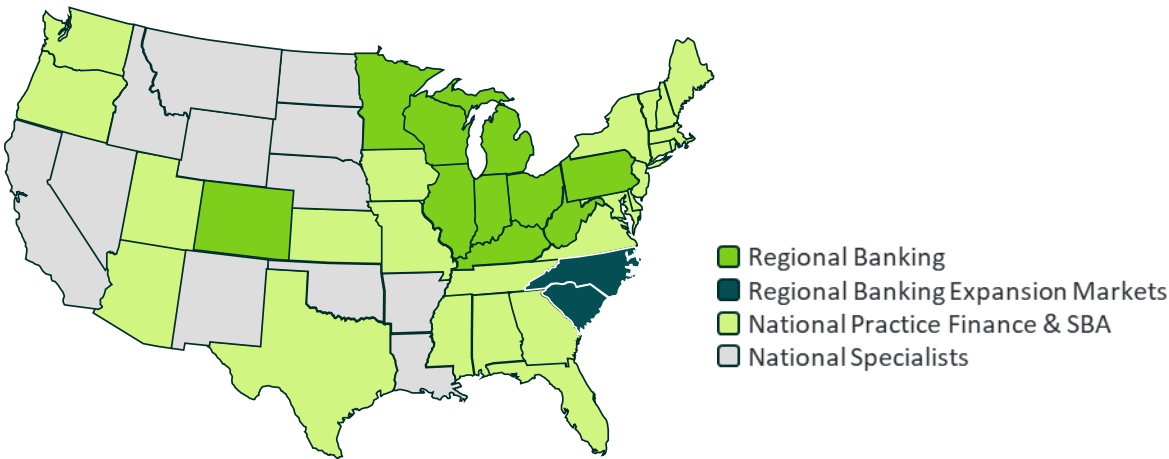 Regional Banking
Regional Banking Expansion Markets
National Practice Finance & SBA
National Specialists